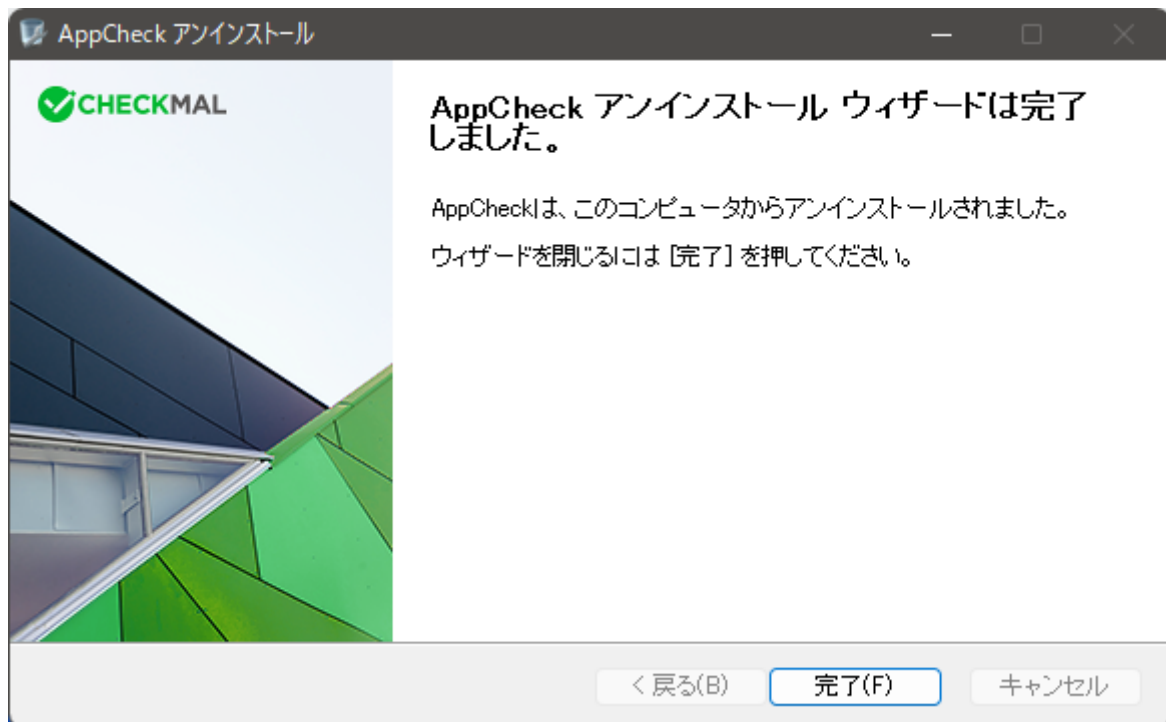 AppCheck アンインストール
CHECKMAL
AppCheck アンインストール ウィザードは完了
しました。
AppCheckは、このコンピュータからアンインストールされました。
ウィザードを閉じるには [完了] を押してください。
< 戻る(B)
完了(F)
キャンセル